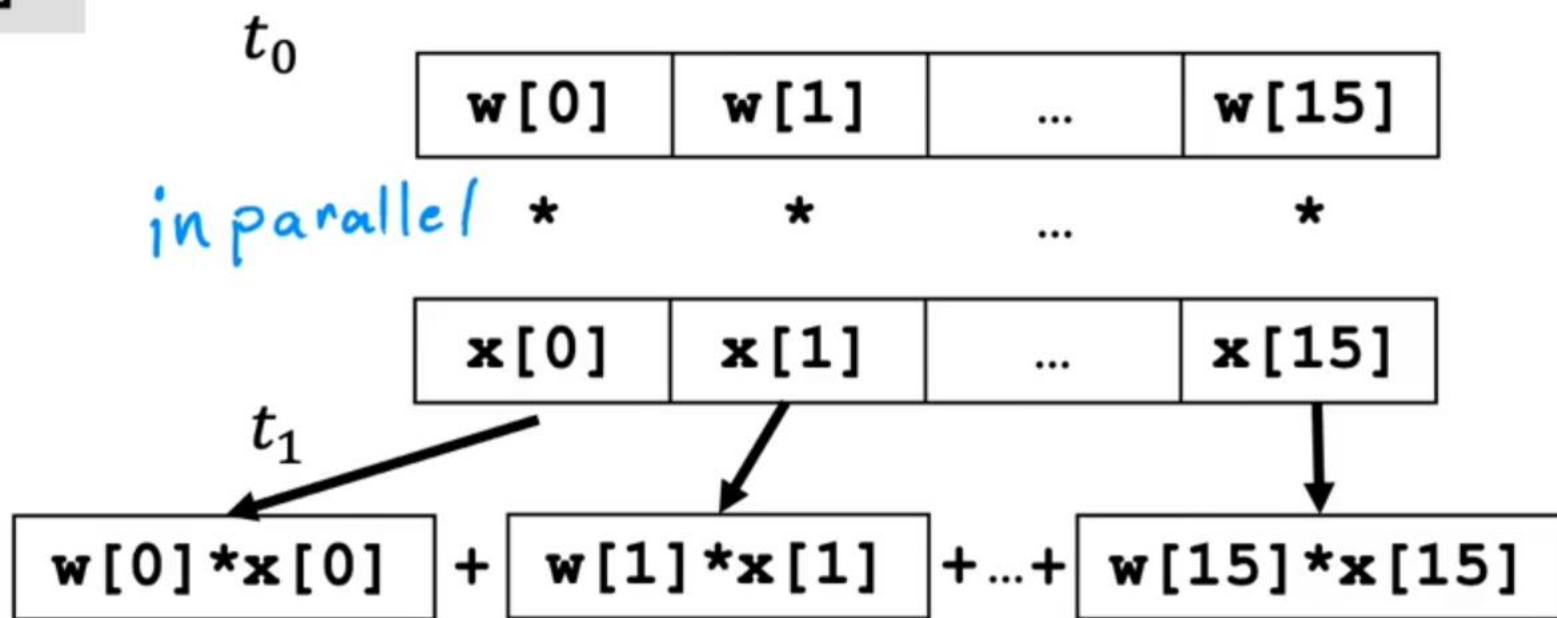 t₀
w[0] w[1] … w[15]
in parallel * * … *
x[0] x[1] … x[15]
t₁
w[0]*x[0] + w[1]*x[1] +…+ w[15]*x[15]